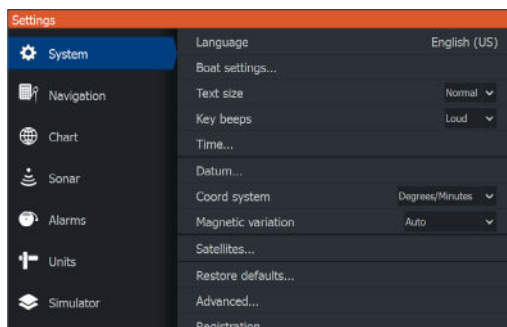 Settings
System
Navigation
Chart
Sonar
Alarms
Units
Simulator
Language English (US)
Boat settings...
Text size Normal
Key beeps Loud
Time...
Datum...
Coord system Degrees/Minutes
Magnetic variation Auto
Satellites...
Restore defaults...
Advanced...
Registration